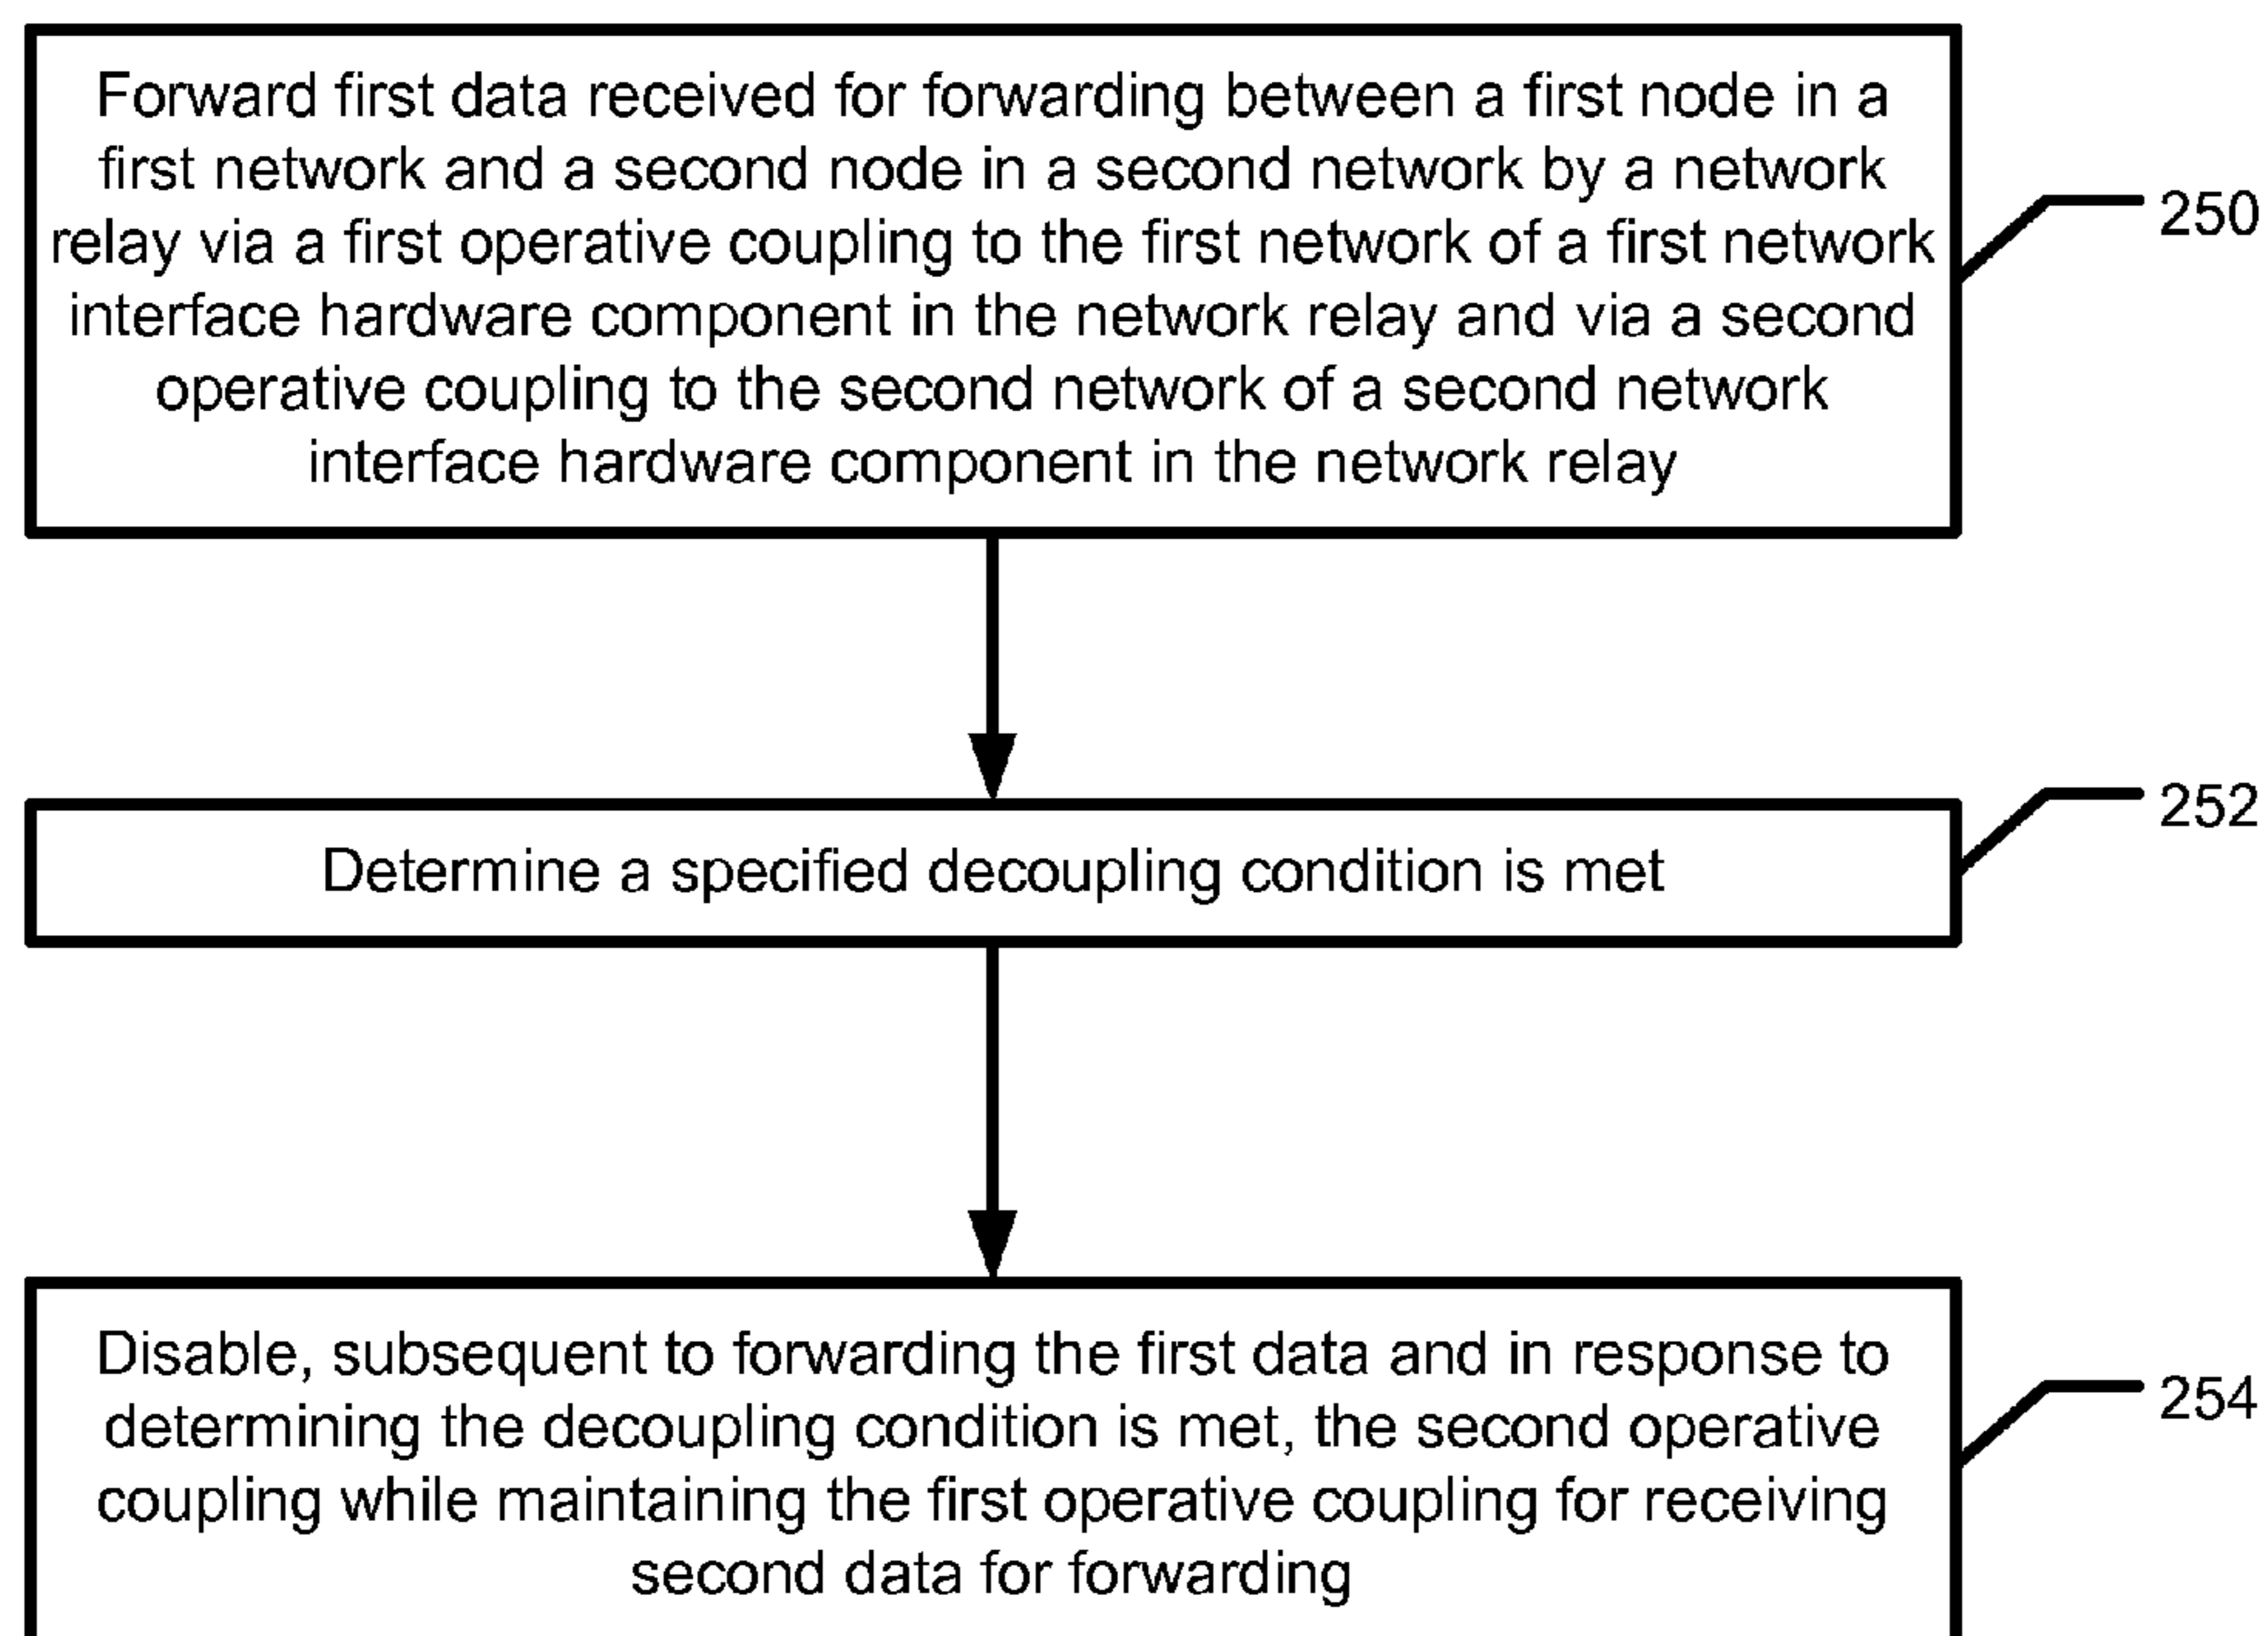 Forward first data received for forwarding between a first node in a
first network and a second node in a second network by a network
relay via a first operative coupling to the first network of a first network
interface hardware component in the network relay and via a second
operative coupling to the second network of a second network
interface hardware component in the network relay
250
Determine a specified decoupling condition is met
252
Disable, subsequent to forwarding the first data and in response to
determining the decoupling condition is met, the second operative
coupling while maintaining the first operative coupling for receiving
second data for forwarding
254